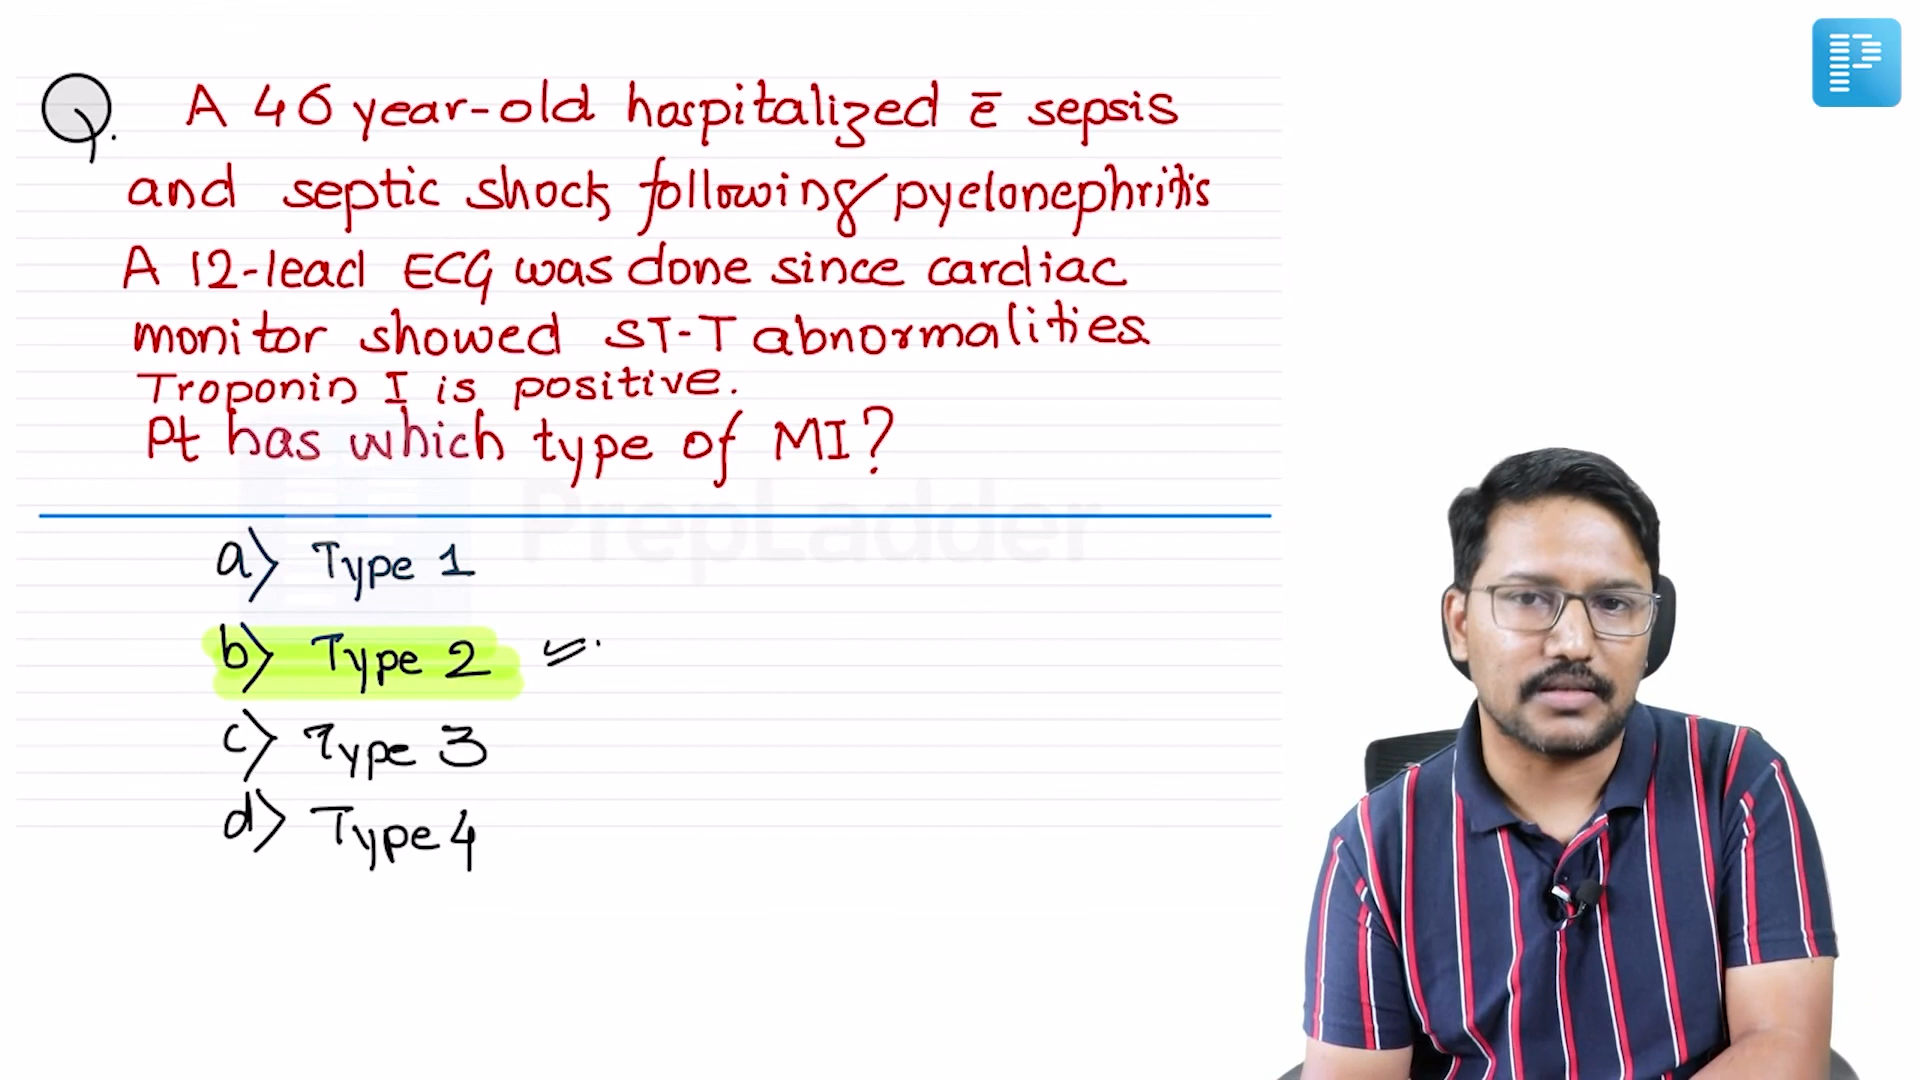 Q. A 46 year-old hospitalized ē sepsis
and septic shock following pyelonephritis
A 12-lead ECG was done since cardiac
monitor showed ST-T abnormalities
Troponin I is positive.
Pt has which type of MI?
PrepLadder
a) Type 1
b) Type 2
c) Type 3
d) Type 4